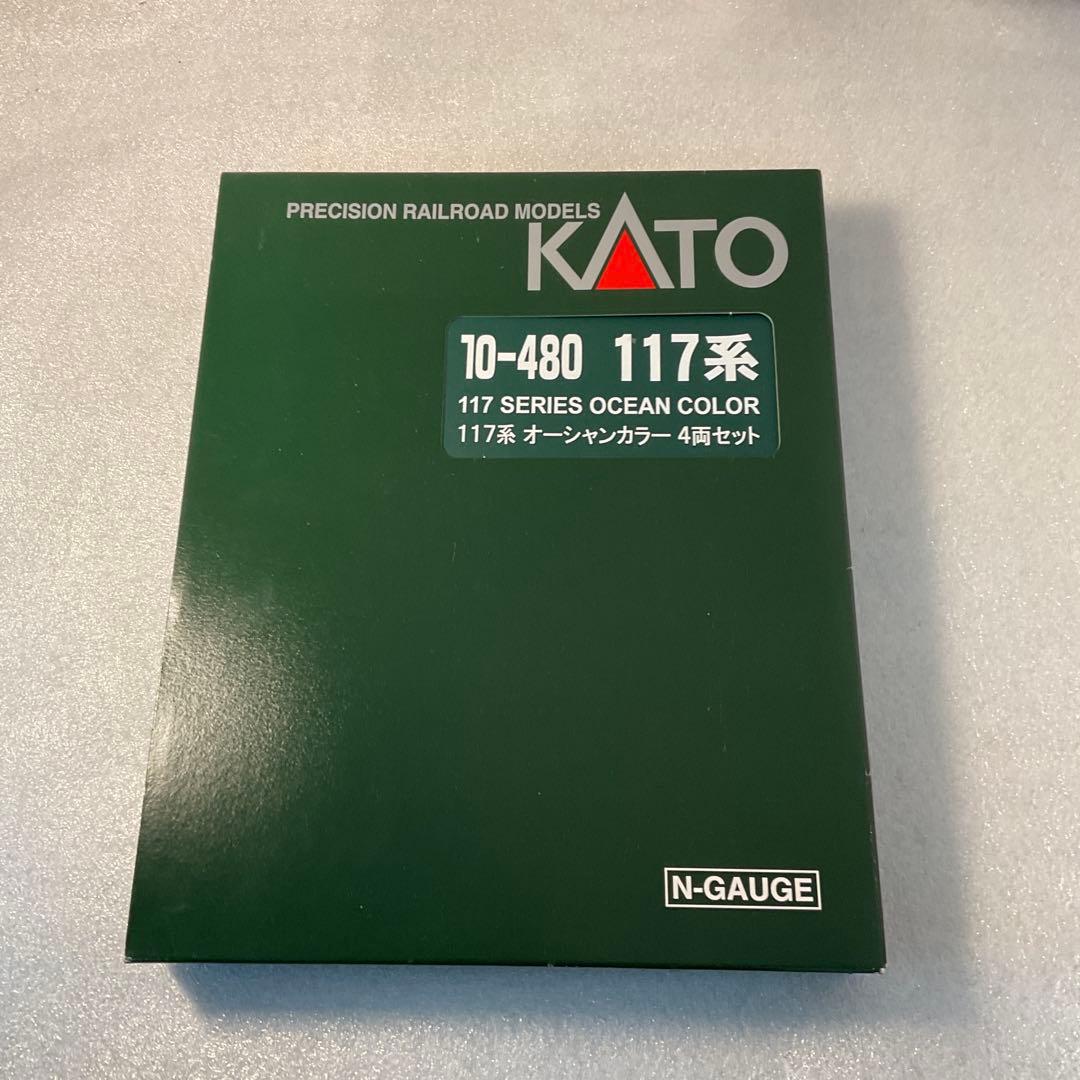 PRECISION RAILROAD MODELS
KATO
10-480 117系
117 SERIES OCEAN COLOR
117系 オーシャンカラー 4両セット
N-GAUGE